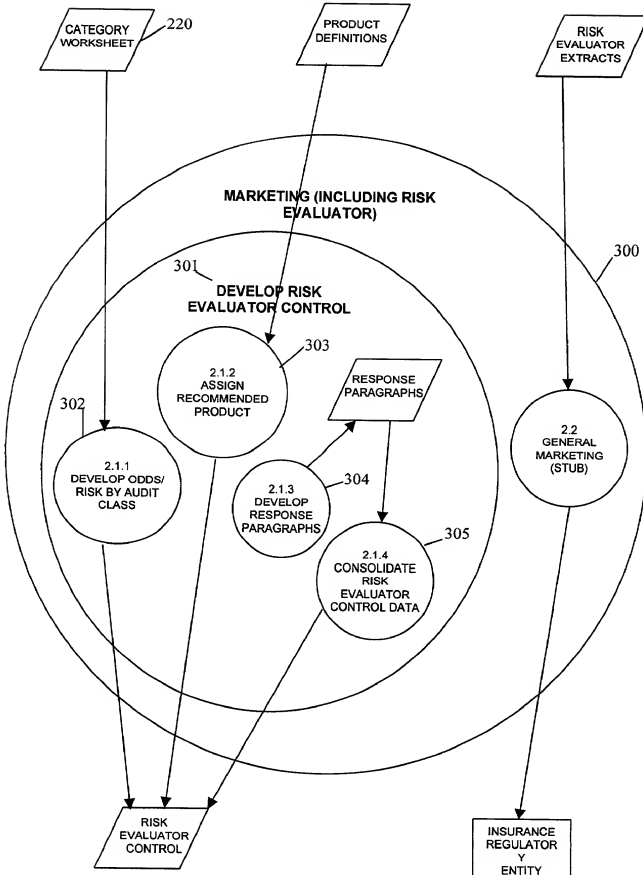 CATEGORY
WORKSHEET
220
PRODUCT
DEFINITIONS
RISK
EVALUATOR
EXTRACTS
MARKETING (INCLUDING RISK
EVALUATOR)
300
301
DEVELOP RISK
EVALUATOR CONTROL
303
2.1.2
ASSIGN
RECOMMENDED
PRODUCT
RESPONSE
PARAGRAPHS
302
2.1.1
DEVELOP ODDS/
RISK BY AUDIT
CLASS
2.2
GENERAL
MARKETING
(STUB)
304
2.1.3
DEVELOP
RESPONSE
PARAGRAPHS
305
2.1.4
CONSOLIDATE
RISK
EVALUATOR
CONTROL DATA
RISK
EVALUATOR
CONTROL
INSURANCE
REGULATOR
Y
ENTITY